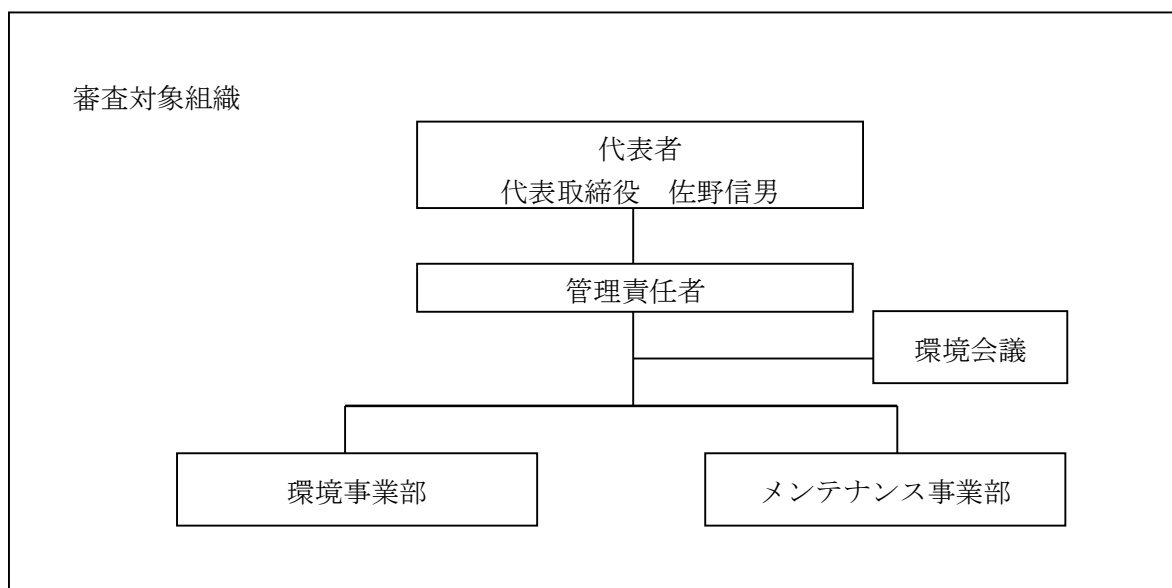 審査対象組織
代表者
代表取締役　佐野信男
管理責任者
環境会議
環境事業部
メンテナンス事業部